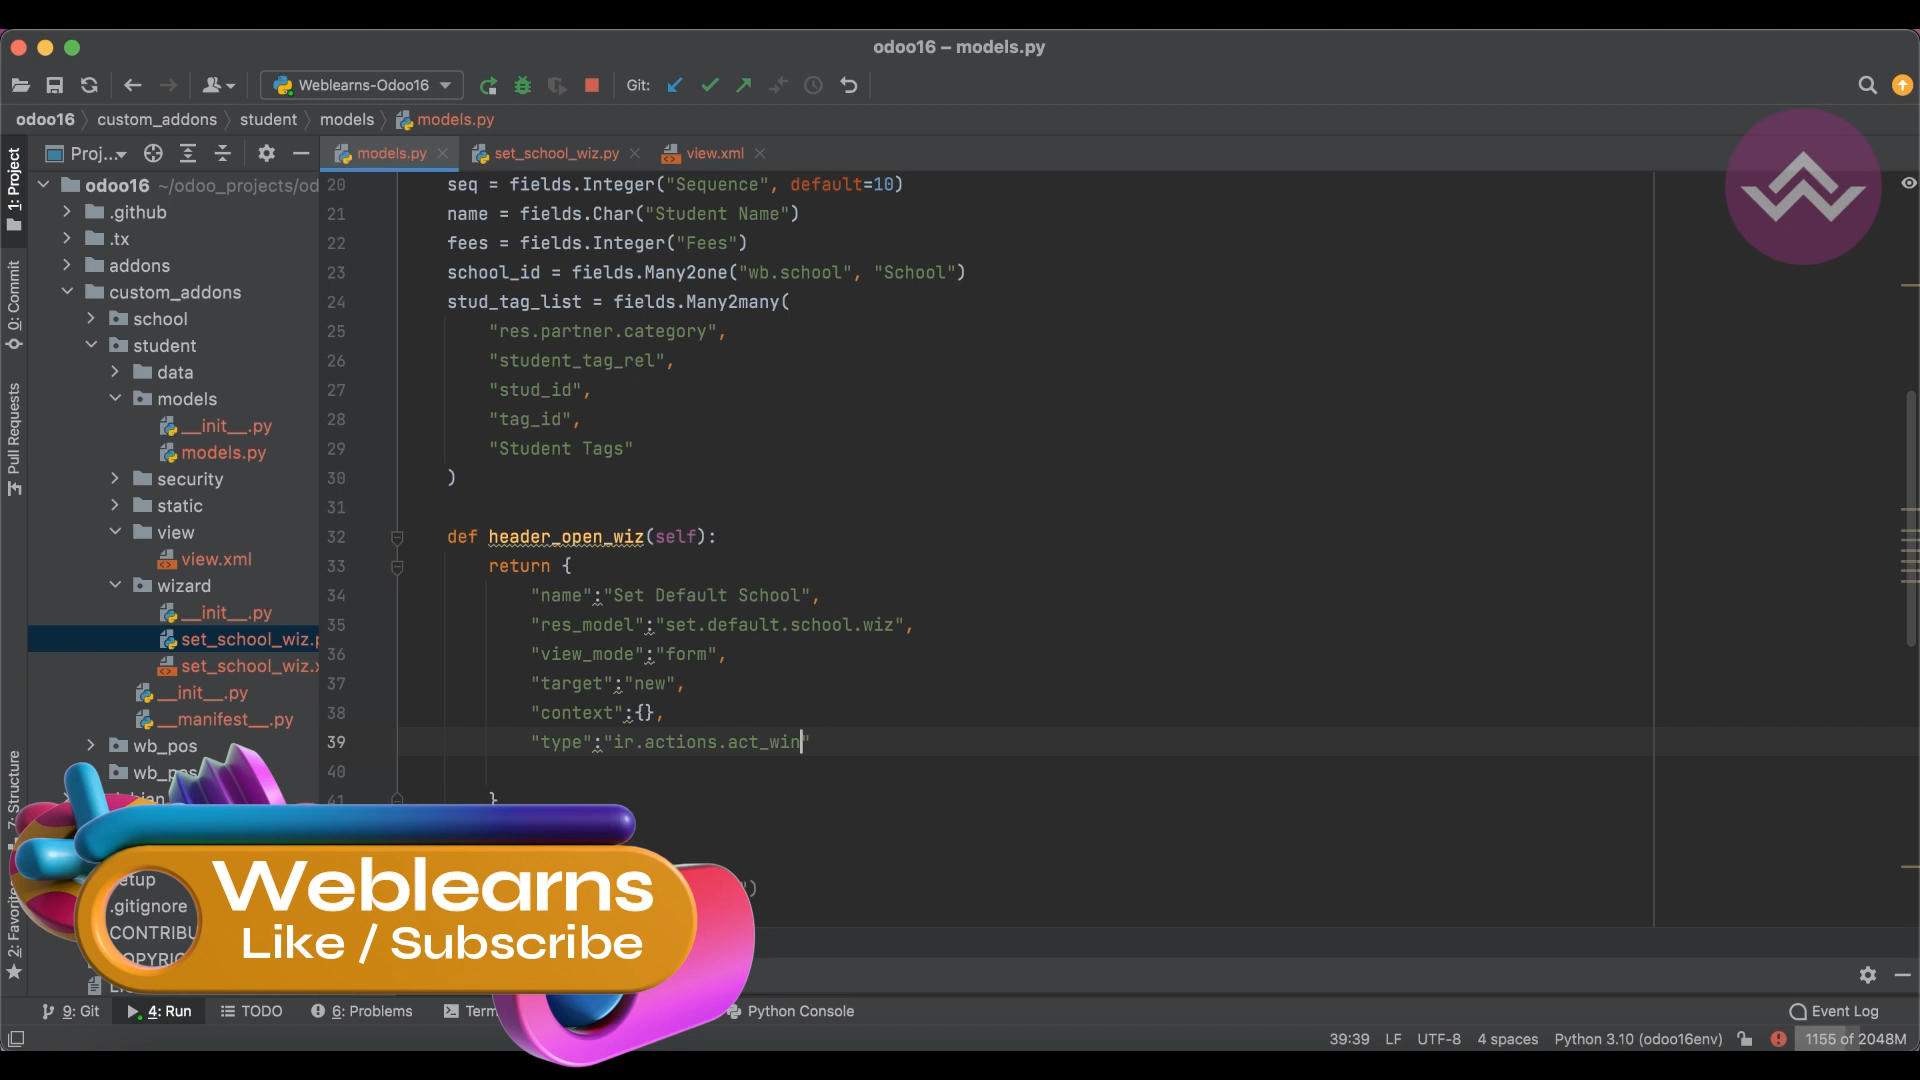 odoo16 – models.py
Weblearns-Odoo16
Git:
odoo16 custom_addons student models models.py
1: Project
Proj...
models.py
set_school_wiz.py
view.xml
odoo16 ~/odoo_projects/od
.github
.tx
addons
custom_addons
school
student
data
models
__init__.py
models.py
security
static
view
view.xml
wizard
__init__.py
set_school_wiz.p
set_school_wiz.x
__init__.py
__manifest__.py
wb_pos
wb_pos
.gitignore
CONTRIBU
0: Commit
Pull Requests
7: Structure
2: Favorites
20 seq = fields.Integer("Sequence", default=10)
21 name = fields.Char("Student Name")
22 fees = fields.Integer("Fees")
23 school_id = fields.Many2one("wb.school", "School")
24 stud_tag_list = fields.Many2many(
25 "res.partner.category",
26 "student_tag_rel",
27 "stud_id",
28 "tag_id",
29 "Student Tags"
30 )
31
32 def header_open_wiz(self):
33 return {
34 "name":"Set Default School",
35 "res_model":"set.default.school.wiz",
36 "view_mode":"form",
37 "target":"new",
38 "context":{},
39 "type":"ir.actions.act_win"
40
41 }
")
Weblearns
Like / Subscribe
9: Git
4: Run
TODO
6: Problems
Term
Python Console
Event Log
39:39 LF UTF-8 4 spaces Python 3.10 (odoo16env) 1155 of 2048M